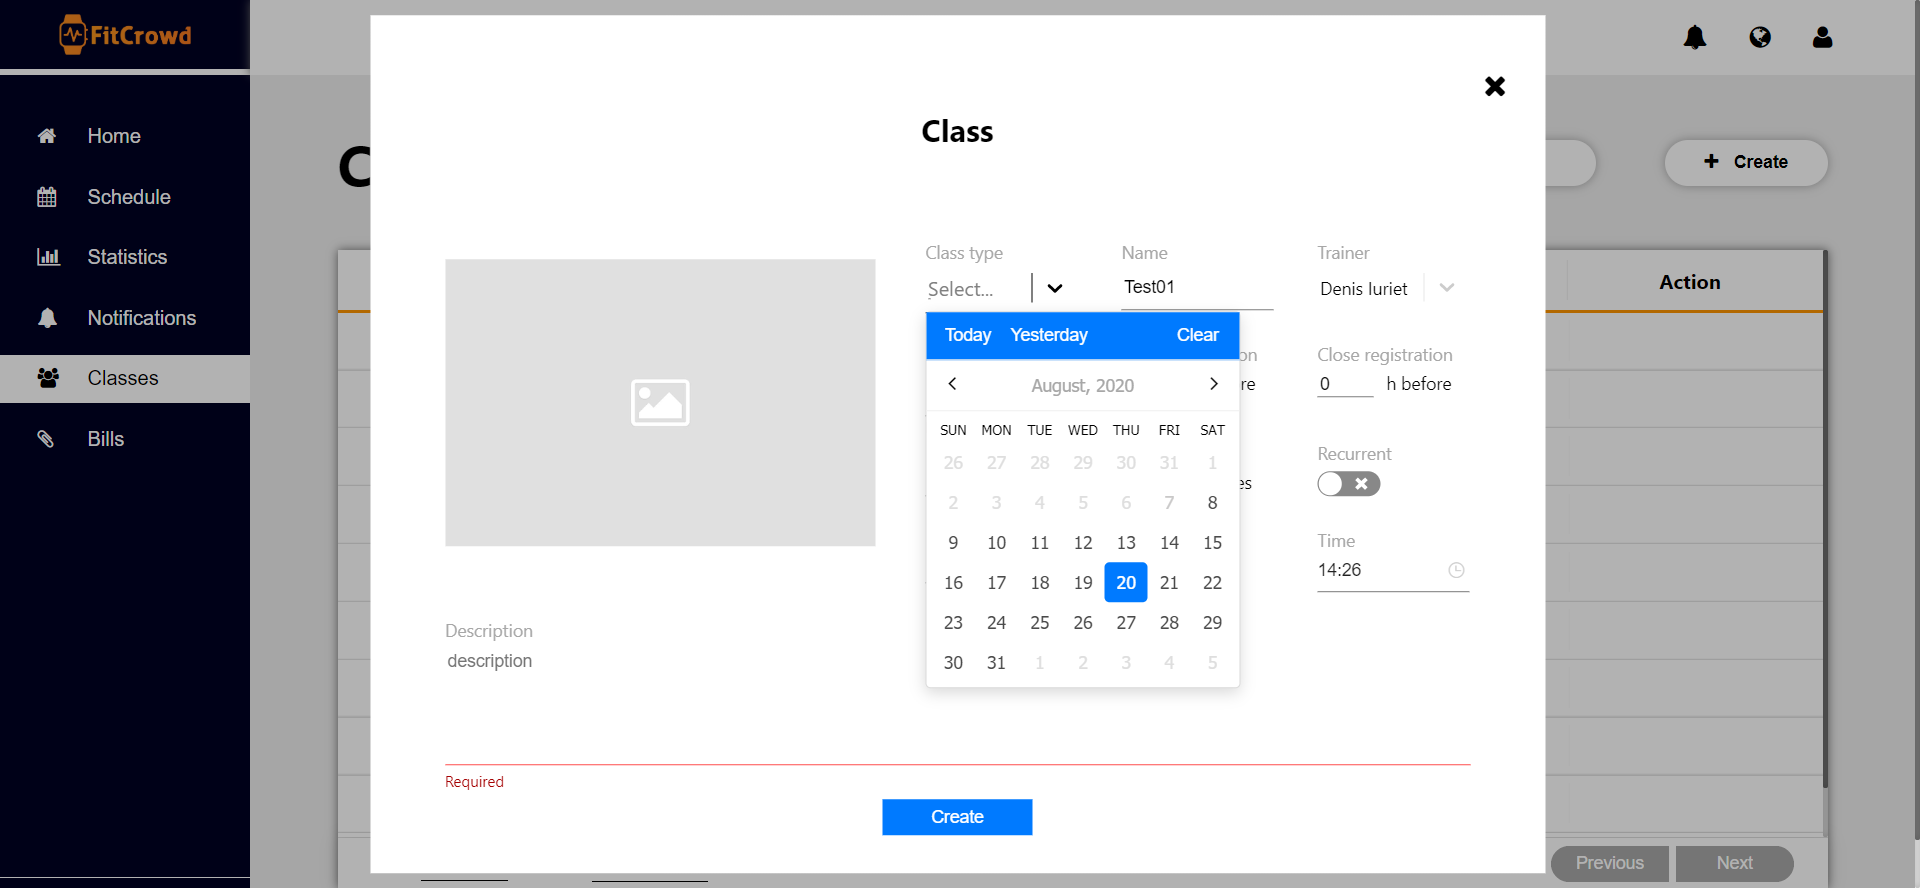 FitCrowd
Home
Schedule
Statistics
Notifications
Classes
Bills
C
Create
Action
Previous
Next
Class
Class type
Select...
Name
Test01
Trainer
Denis Iuriet
Today Yesterday Clear
on
re
Close registration
0 h before
August, 2020
SUN MON TUE WED THU FRI SAT
26 27 28 29 30 31 1
2 3 4 5 6 7 8
9 10 11 12 13 14 15
16 17 18 19 20 21 22
23 24 25 26 27 28 29
30 31 1 2 3 4 5
es
Recurrent
Time
14:26
Description
description
Required
Create